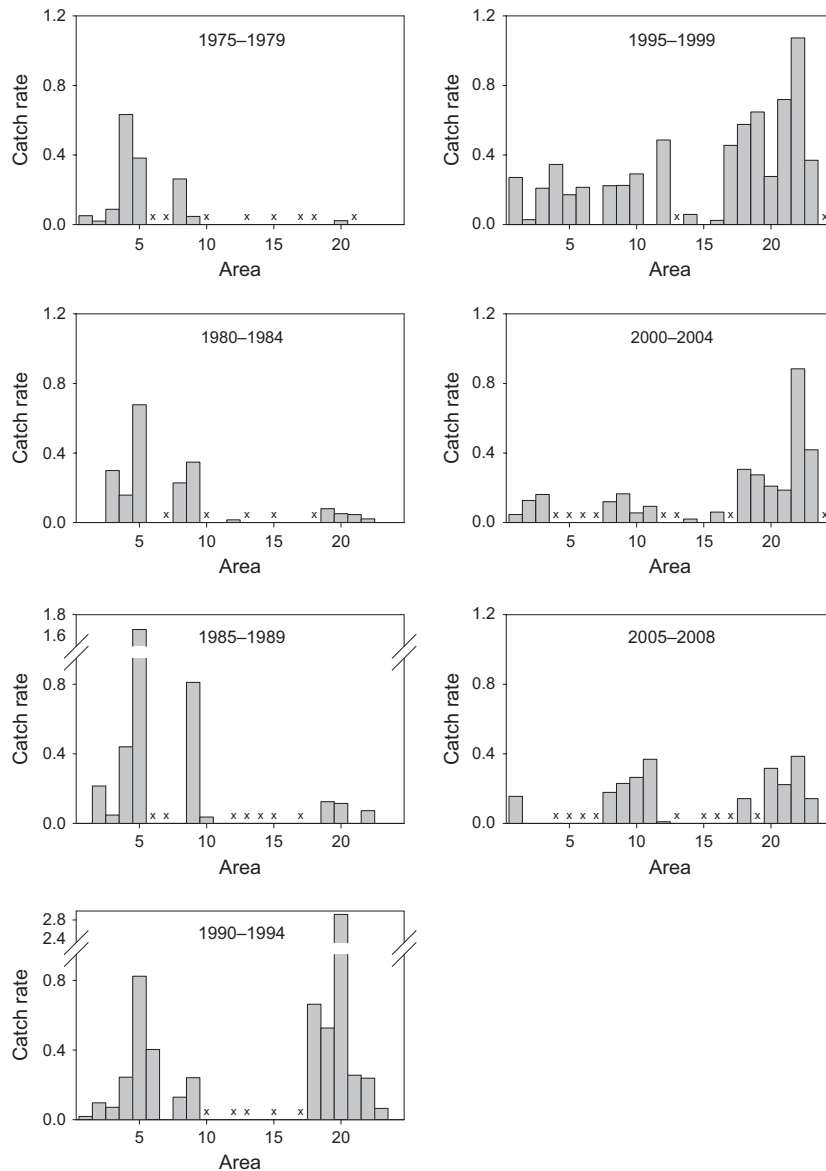 1.2
1975–1979
0.8
Catch rate
0.4
x x x x x x x x
0.0
5 10 15 20
Area
1.2
1980–1984
0.8
Catch rate
0.4
x x x x x
0.0
5 10 15 20
Area
1.8
1.6
1985–1989
0.8
Catch rate
0.4
x x x x x x x
0.0
5 10 15 20
Area
2.8
2.4
1990–1994
0.8
Catch rate
0.4
x x x x x
0.0
5 10 15 20
Area
1.2
1995–1999
0.8
Catch rate
0.4
x x
0.0
5 10 15 20
Area
1.2
2000–2004
0.8
Catch rate
0.4
x x x x x x x x
0.0
5 10 15 20
Area
1.2
2005–2008
0.8
Catch rate
0.4
x x x x x x x x x
0.0
5 10 15 20
Area